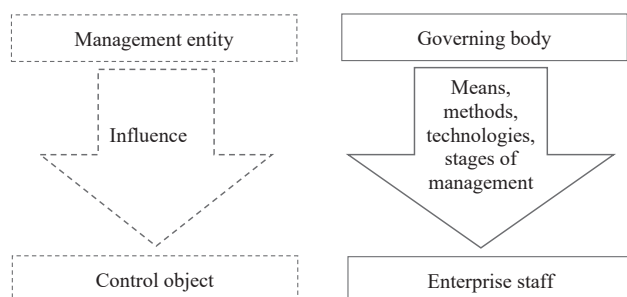 Management entity
Influence
Control object
Governing body
Means,
methods,
technologies,
stages of
management
Enterprise staff